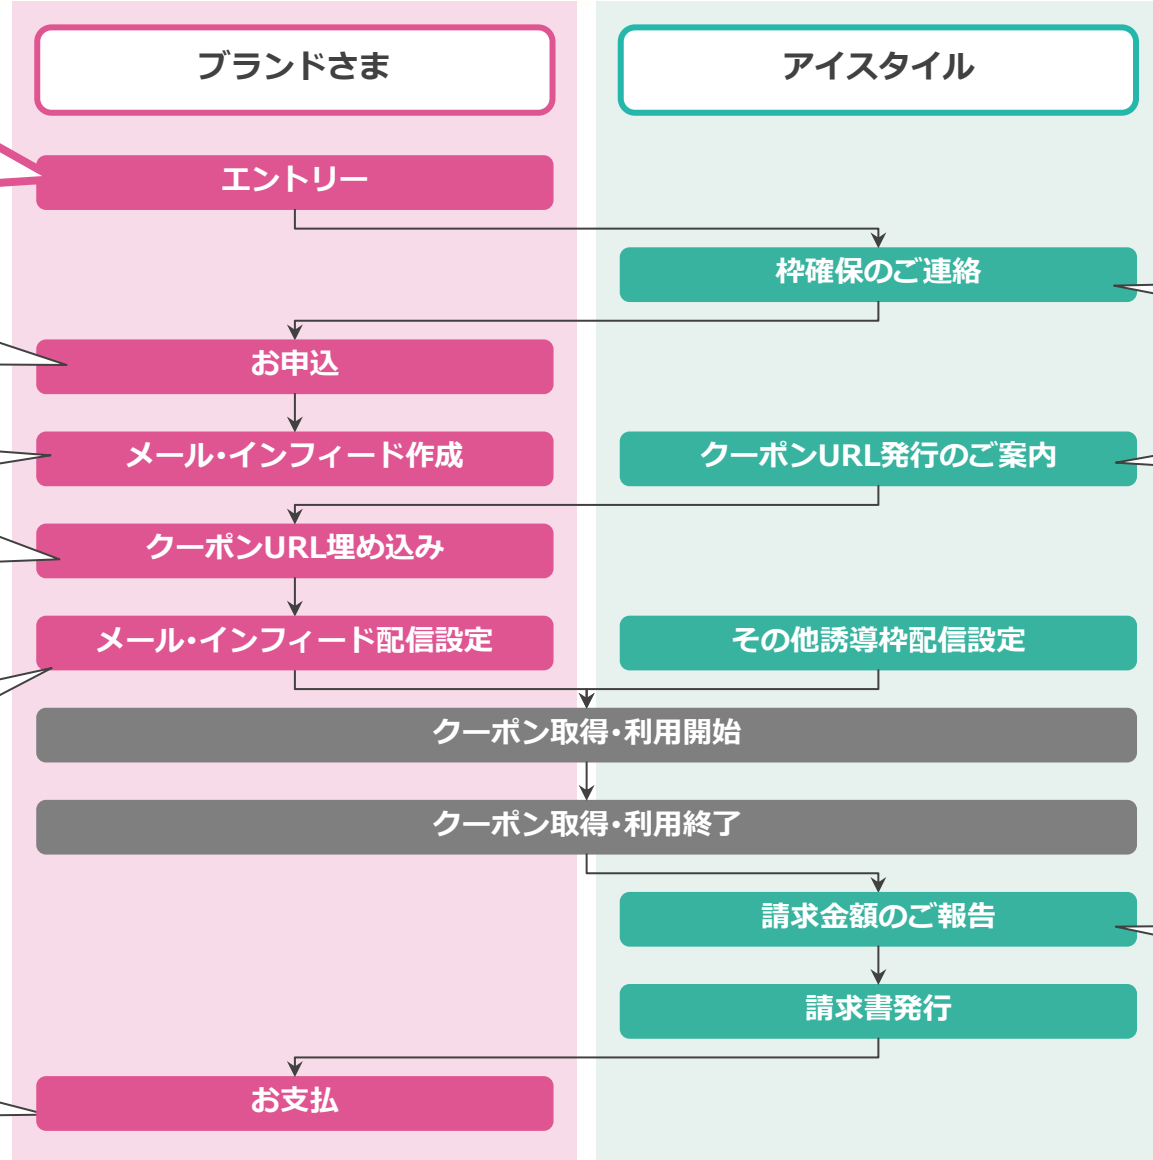 ブランドさま
アイスタイル
エントリー
枠確保のご連絡
お申込
メール・インフィード作成
クーポンURL発行のご案内
クーポンURL埋め込み
メール・インフィード配信設定
その他誘導枠配信設定
クーポン取得・利用開始
クーポン取得・利用終了
請求金額のご報告
請求書発行
お支払